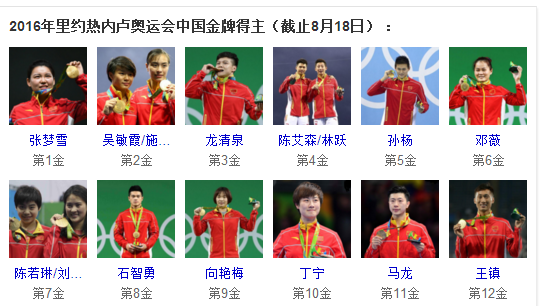 2016年里约热内卢奥运会中国金牌得主（截止8月18日）：
张梦雪 吴敏霞/施... 龙清泉 陈艾森/林跃 孙杨 邓薇
第1金 第2金 第3金 第4金 第5金 第6金
陈若琳/刘... 石智勇 向艳梅 丁宁 马龙 王镇
第7金 第8金 第9金 第10金 第11金 第12金